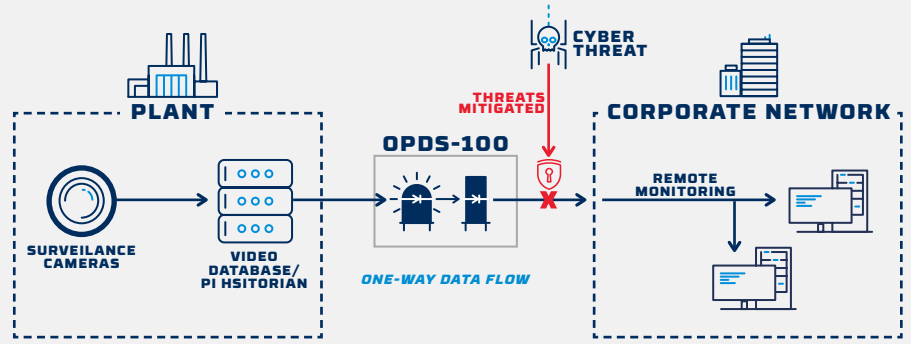 PLANT
SURVEILANCE
CAMERAS
VIDEO
DATABASE/
PI HSITORIAN
OPDS-100
ONE-WAY DATA FLOW
CYBER
THREAT
THREATS
MITIGATED
X
CORPORATE NETWORK
REMOTE
MONITORING